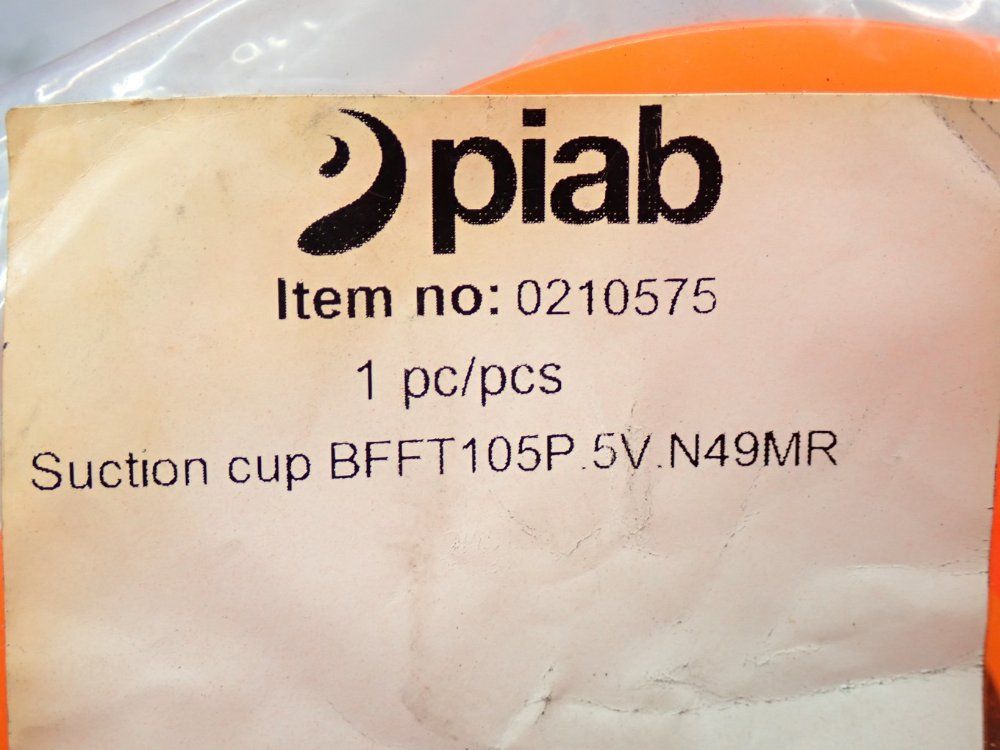 piab
Item no: 0210575
1 pc/pcs
Suction cup BFFT105P.5V.N49MR